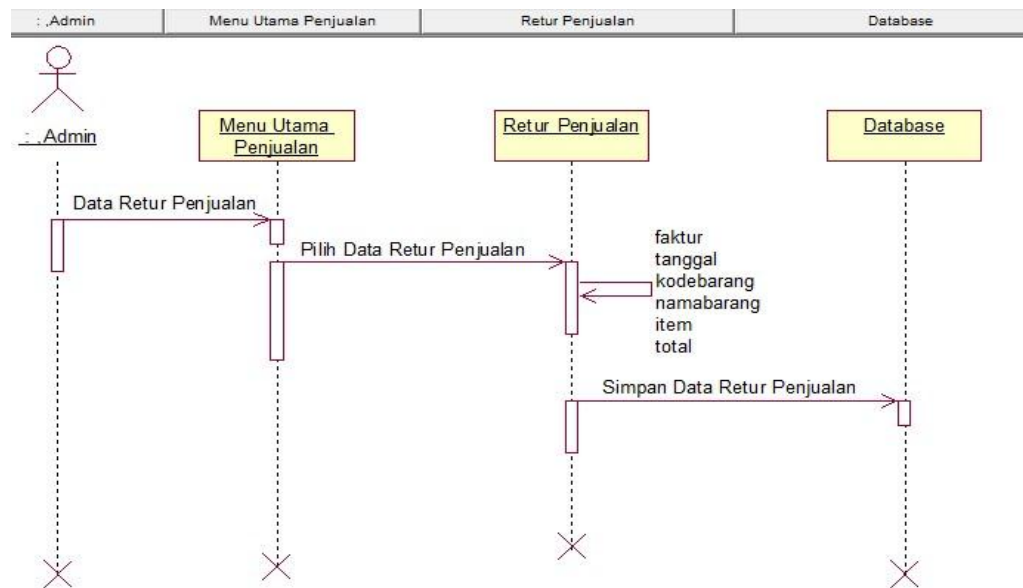 : .Admin
Menu Utama Penjualan
Retur Penjualan
Database
: .Admin
Menu Utama
Penjualan
Retur Penjualan
Database
Data Retur Penjualan
Pilih Data Retur Penjualan
faktur
tanggal
kodebarang
namabarang
item
total
Simpan Data Retur Penjualan